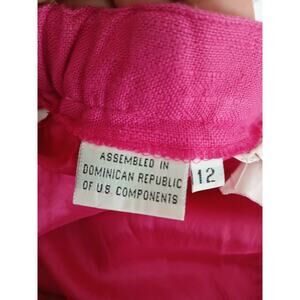 ASSEMBLED IN
DOMINICAN REPUBLIC
OF U.S. COMPONENTS
12